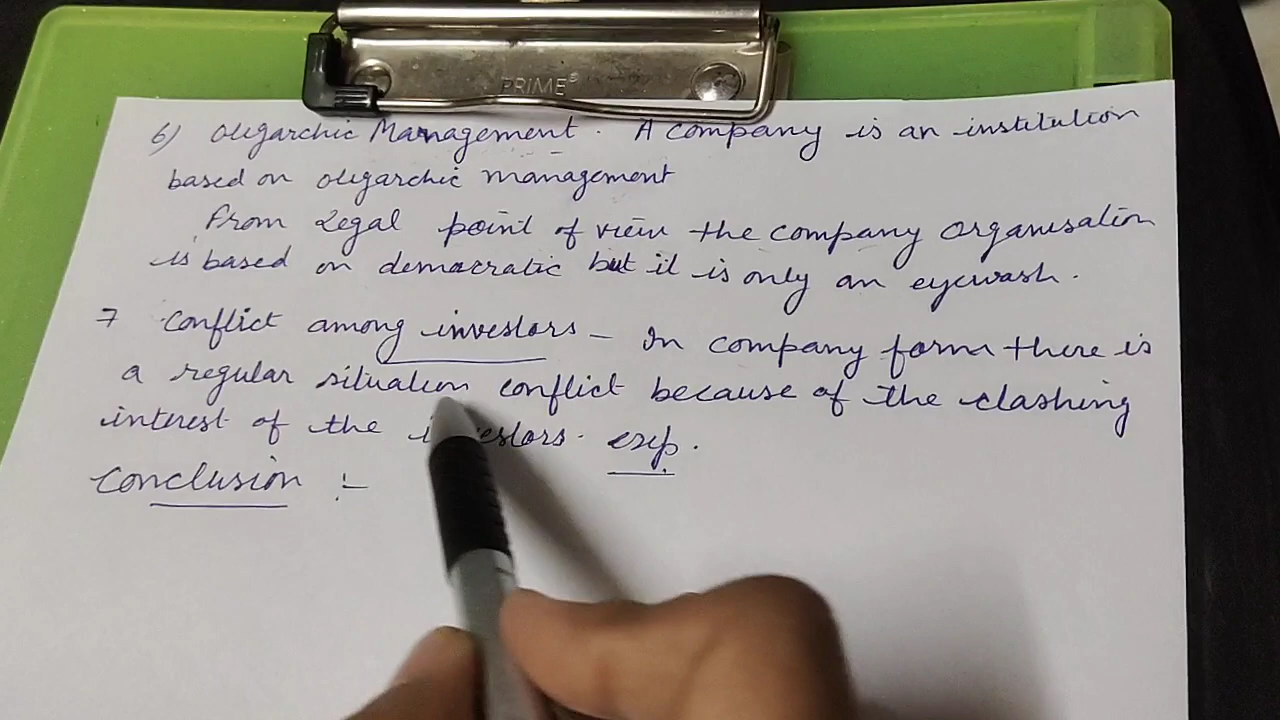 PRIME
6) Oligarchic Management. A company is an institution
based on oligarchic management
From Legal point of view the company organisation
is based on democratic but it is only an eyewash.
7 Conflict among investors – In company form there is
a regular situation conflict because of the clashing
interest of the investors.
Conclusion :-